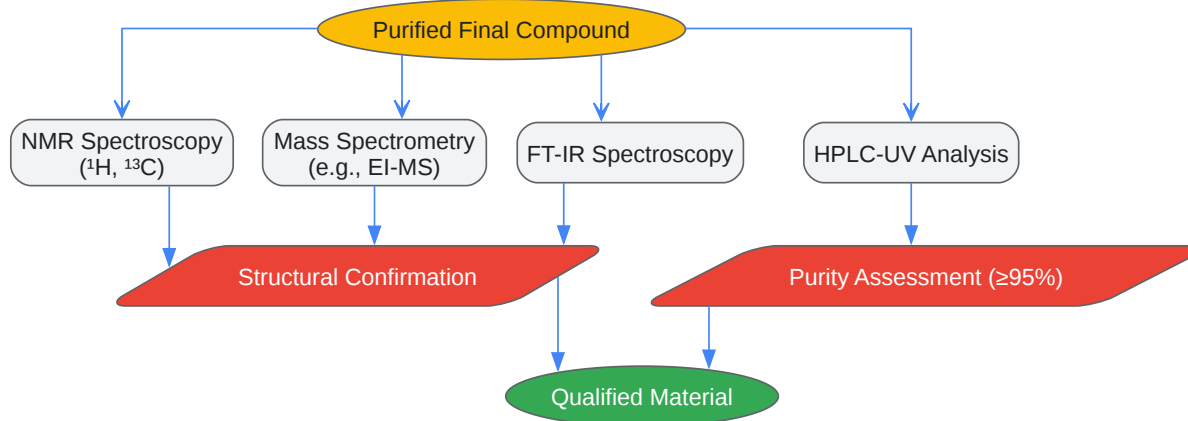 Purified Final Compound
NMR Spectroscopy
(¹H, ¹³C)
Mass Spectrometry
(e.g., EI-MS)
FT-IR Spectroscopy
HPLC-UV Analysis
Structural Confirmation
Purity Assessment (≥95%)
Qualified Material